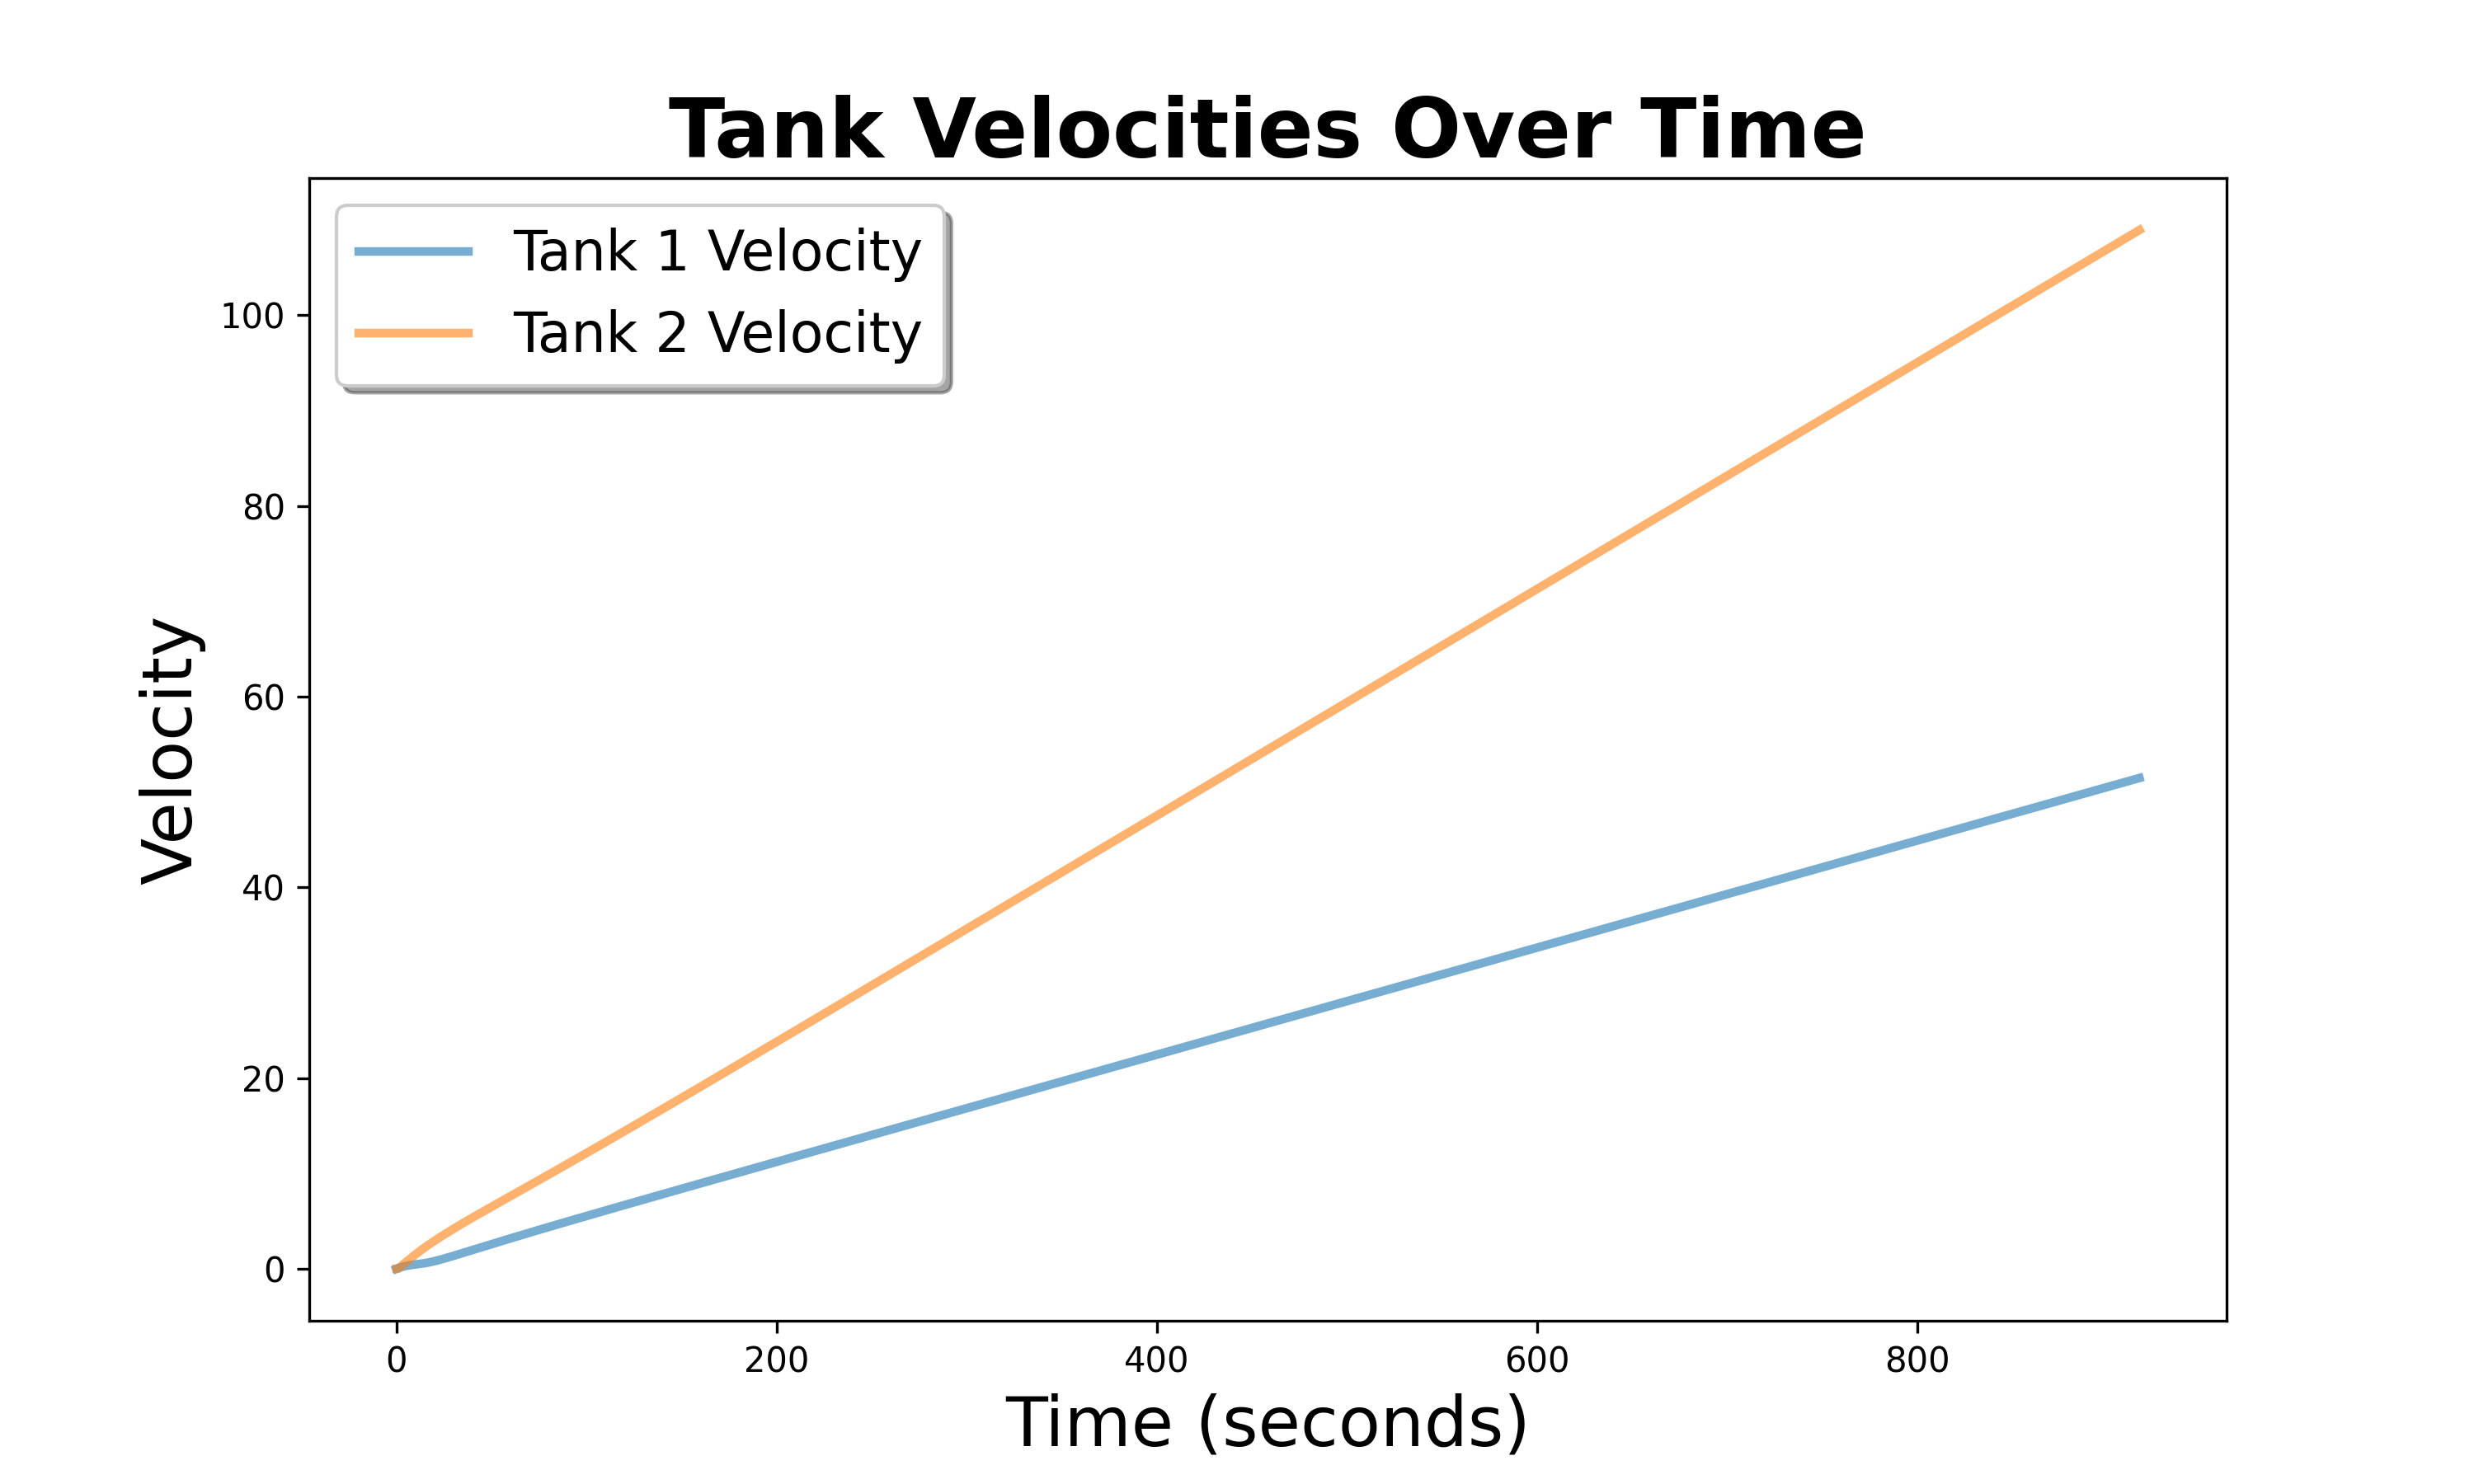 Tank Velocities Over Time
Tank 1 Velocity
Tank 2 Velocity
100
80
60
40
20
0
Velocity
0 200 400 600 800
Time (seconds)